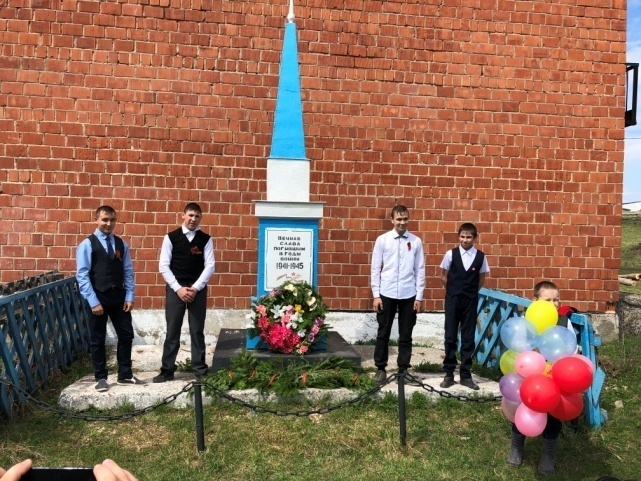 Вечная
слава
погибшим
в годы
войны
1941-1945